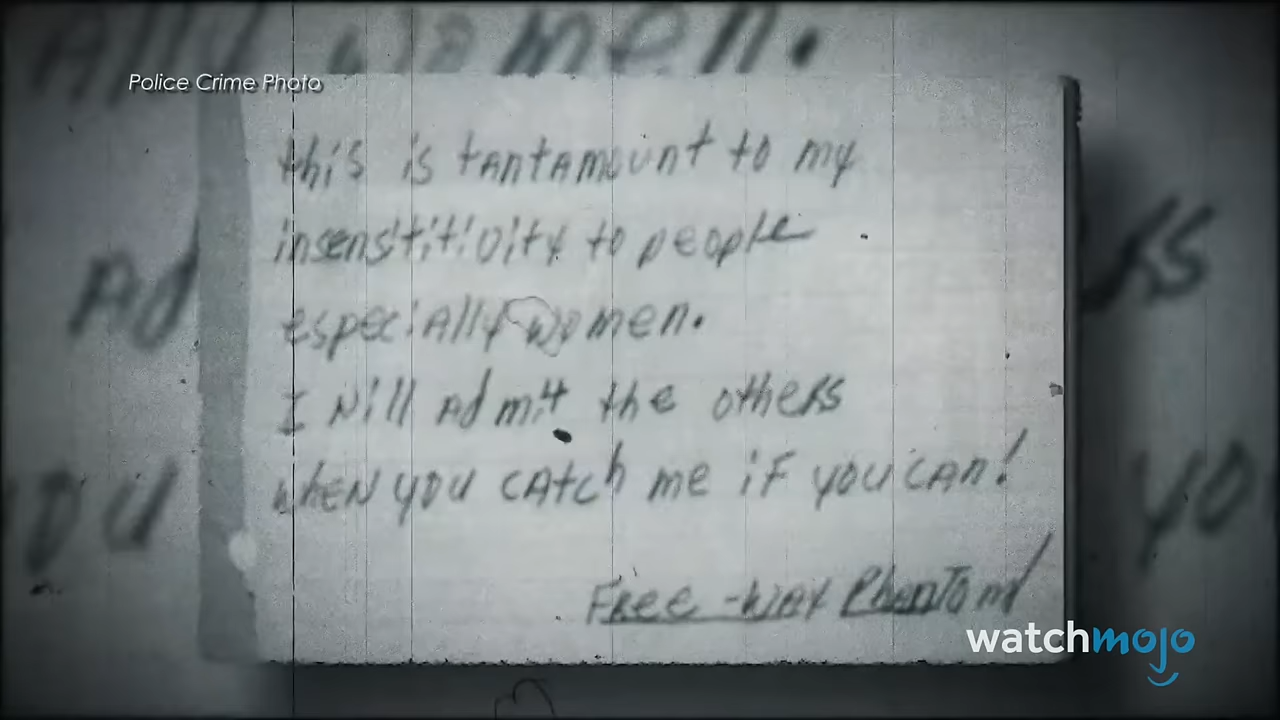 Police Crime Photo
this is tantamount to my
insenstitivity to people
especially women.
I will admit the others
when you catch me if you can!
Free-way Phantom
watchmojo